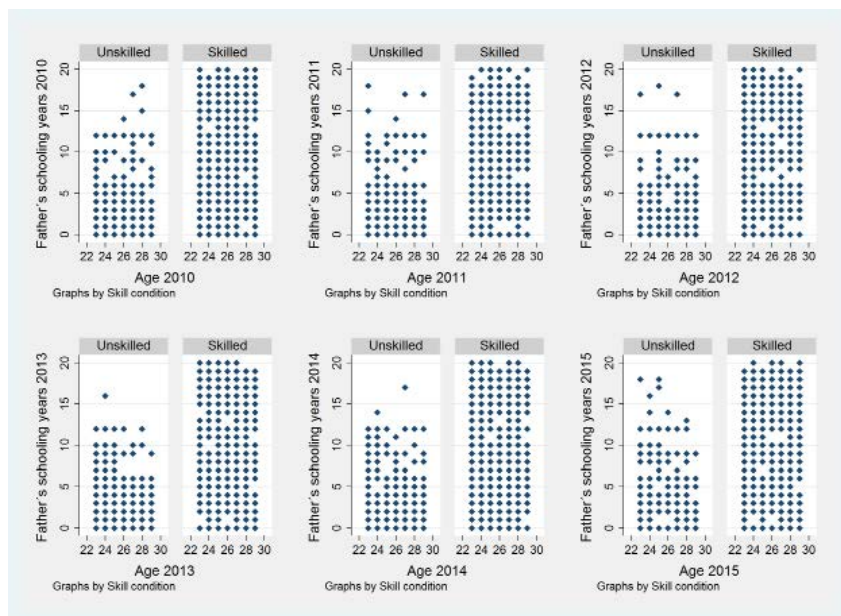 Unskilled Skilled
Father´s schooling years 2010
20
15
10
5
0
22 24 26 28 30 22 24 26 28 30
Age 2010
Graphs by Skill condition
Unskilled Skilled
Father´s schooling years 2011
20
15
10
5
0
22 24 26 28 30 22 24 26 28 30
Age 2011
Graphs by Skill condition
Unskilled Skilled
Father´s schooling years 2012
20
15
10
5
0
22 24 26 28 30 22 24 26 28 30
Age 2012
Graphs by Skill condition
Unskilled Skilled
Father´s schooling years 2013
20
15
10
5
0
22 24 26 28 30 22 24 26 28 30
Age 2013
Graphs by Skill condition
Unskilled Skilled
Father´s schooling years 2014
20
15
10
5
0
22 24 26 28 30 22 24 26 28 30
Age 2014
Graphs by Skill condition
Unskilled Skilled
Father´s schooling years 2015
20
15
10
5
0
22 24 26 28 30 22 24 26 28 30
Age 2015
Graphs by Skill condition